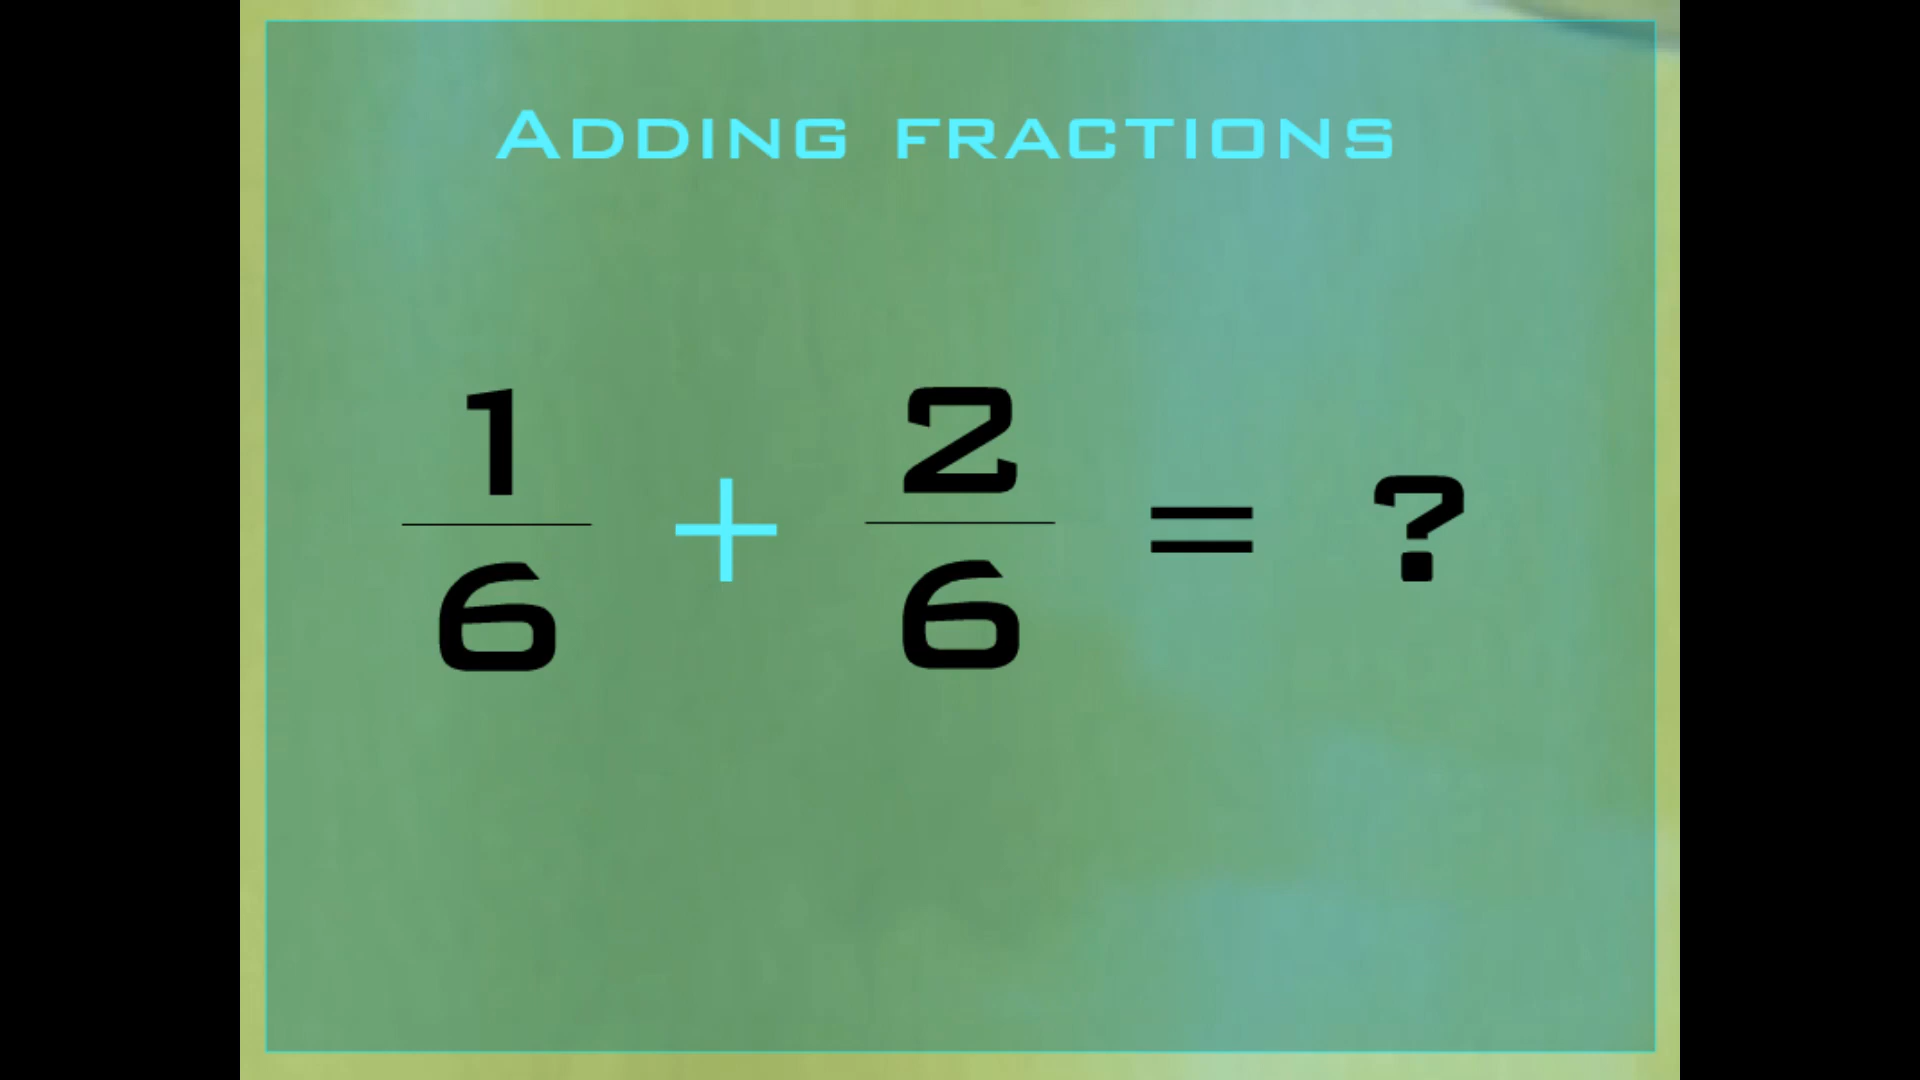 Adding fractions
1/6 + 2/6 = ?